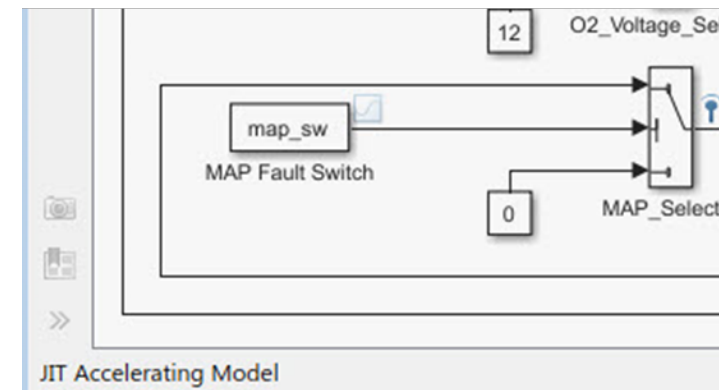 12
O2_Voltage_Se
map_sw
MAP Fault Switch
0
MAP_Select
JIT Accelerating Model